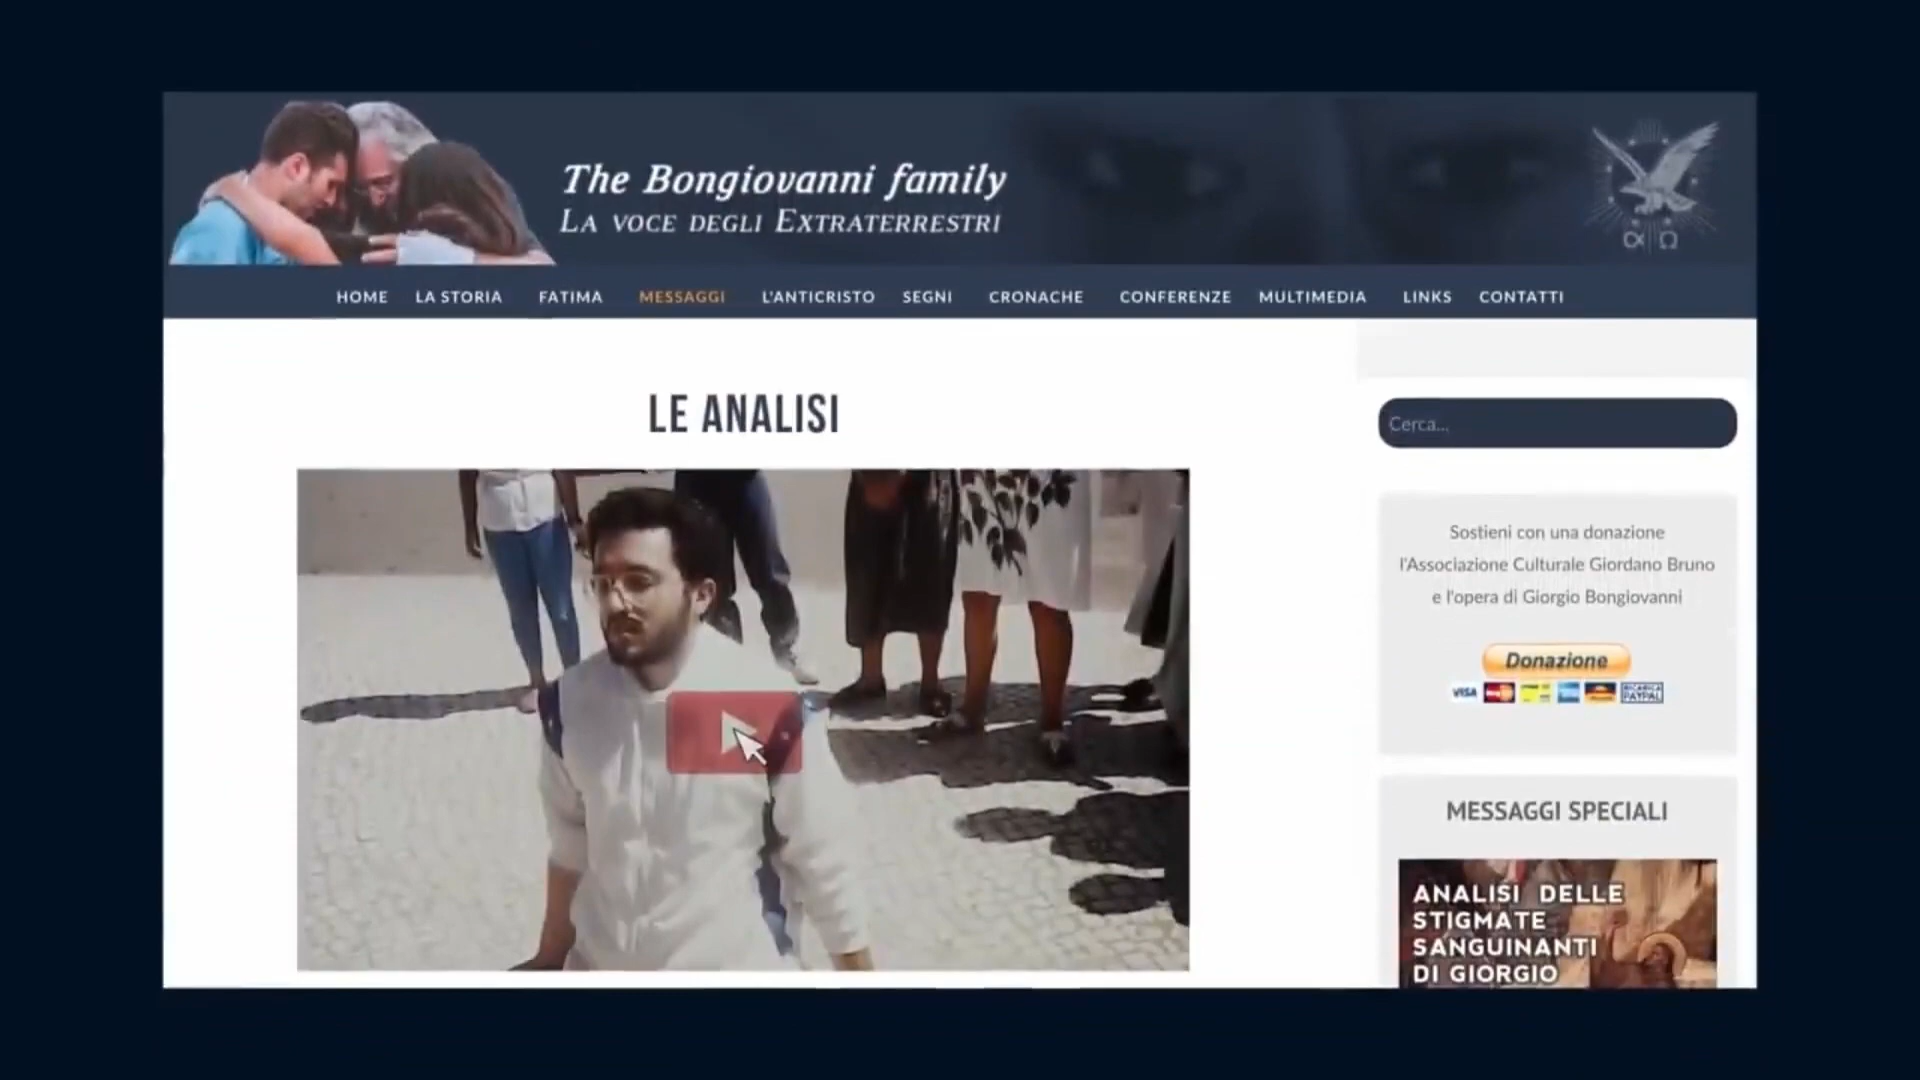 The Bongiovanni family
La voce degli Extraterrestri
HOME LA STORIA FATIMA MESSAGGI L'ANTICRISTO SEGNI CRONACHE CONFERENZE MULTIMEDIA LINKS CONTATTI
LE ANALISI
Cerca...
Sostieni con una donazione
l'Associazione Culturale Giordano Bruno
e l'opera di Giorgio Bongiovanni
Donazione
VISA
MESSAGGI SPECIALI
ANALISI DELLE
STIGMATE
SANGUINANTI
DI GIORGIO
α Ω